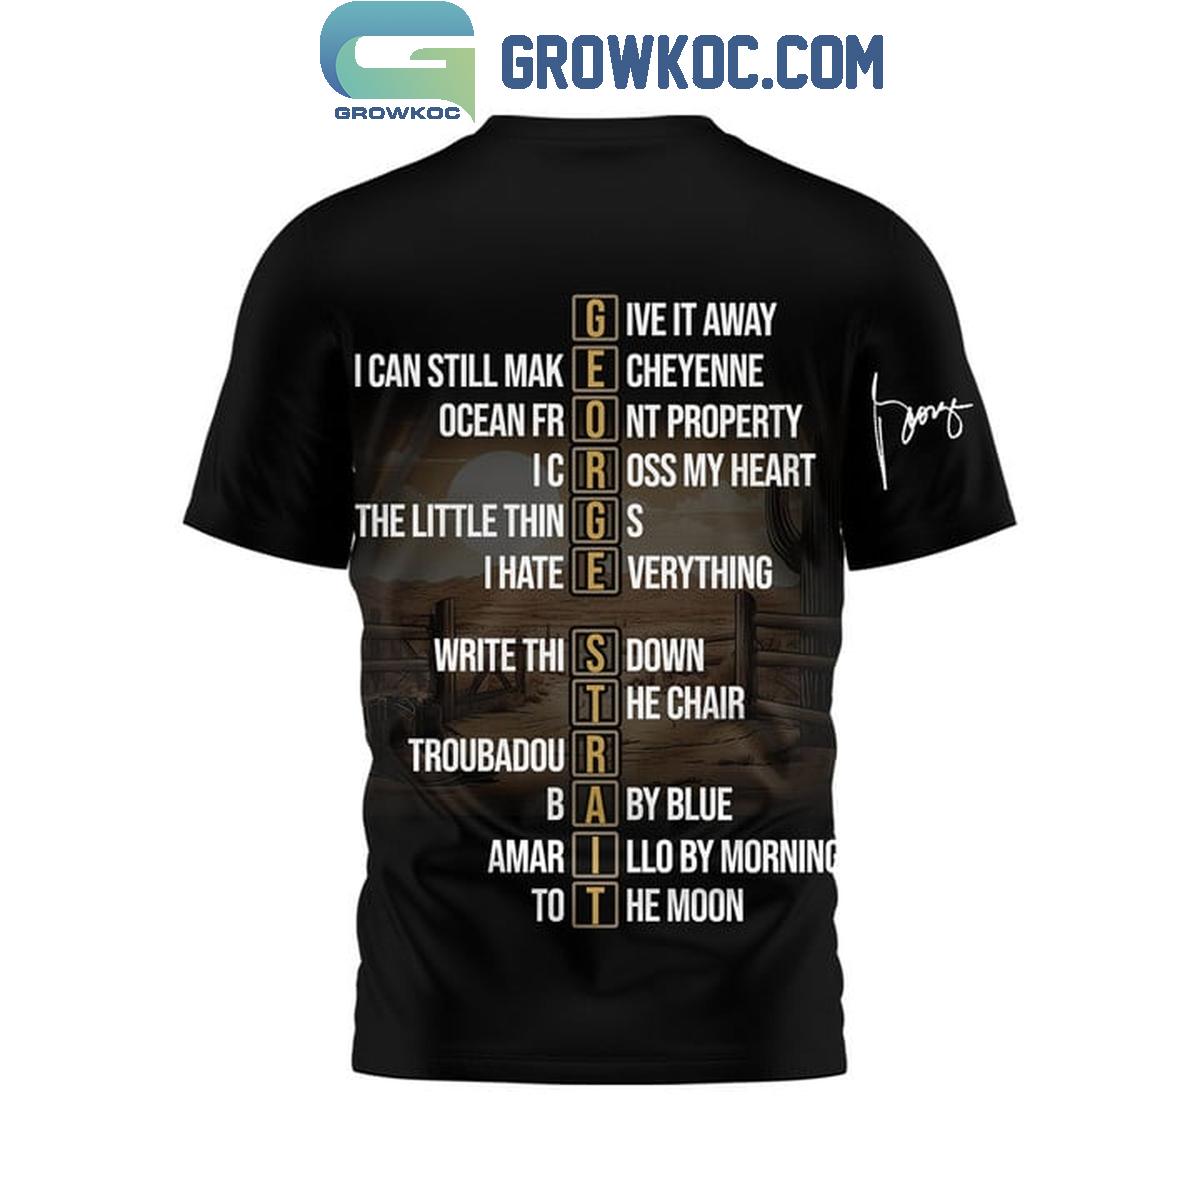 GROWKOC
GROWKOC.COM
GIVE IT AWAY
I CAN STILL MAKE CHEYENNE
OCEAN FRONT PROPERTY
I CROSS MY HEART
THE LITTLE THINGS
I HATE EVERYTHING
WRITE THIS DOWN
THE CHAIR
TROUBADOUR
BABY BLUE
AMARILLO BY MORNING
TO THE MOON
George